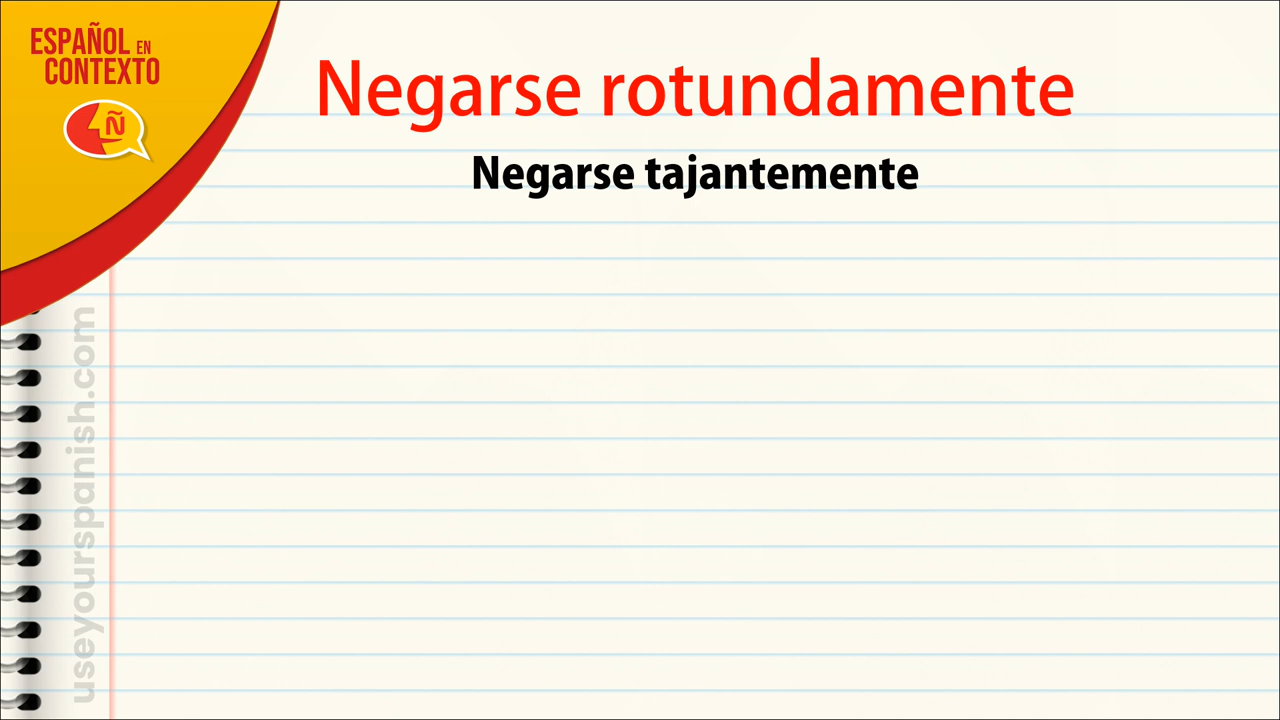 ESPAÑOL EN
CONTEXTO
Ñ
Negarse rotundamente
Negarse tajantemente
useyourspanish.com